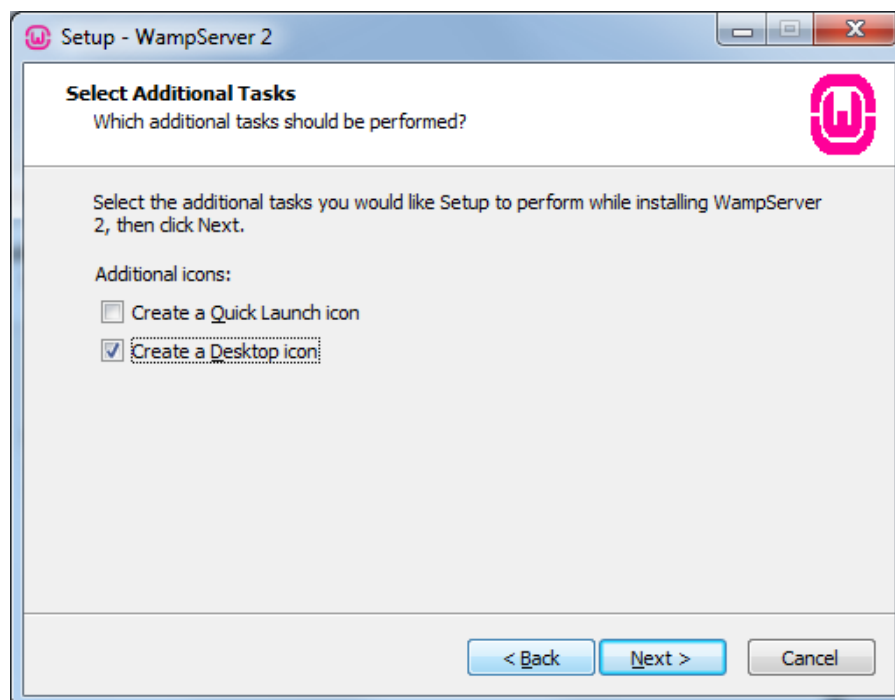 Setup - WampServer 2
Select Additional Tasks
Which additional tasks should be performed?
Select the additional tasks you would like Setup to perform while installing WampServer
2, then click Next.
Additional icons:
Create a Quick Launch icon
Create a Desktop icon
< Back
Next >
Cancel